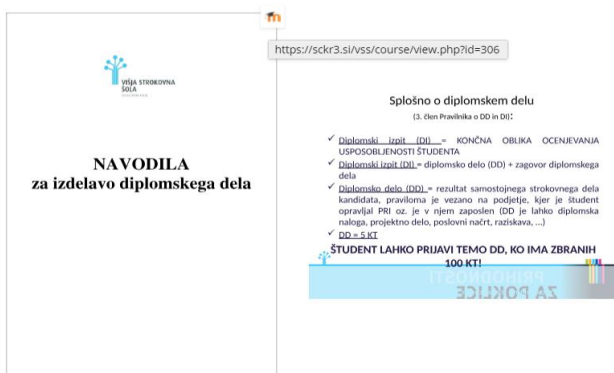 https://sckr3.si/vss/course/view.php?id=306
VIŠJA STROKOVNA
ŠOLA
NAVODILA
za izdelavo diplomskega dela
Splošno o diplomskem delu
(3. člen Pravilnika o DD in DI):
✓ Diplomski izpit (DI) = KONČNA OBLIKA OCENJEVANJA
USPOSOBLJENOSTI ŠTUDENTA
✓ Diplomski izpit (DI) = diplomsko delo (DD) + zagovor diplomskega
dela
✓ Diplomsko delo (DD) = rezultat samostojnega strokovnega dela
kandidata, praviloma je vezano na podjetje, kjer je študent
opravljal PRI oz. je v njem zaposlen (DD je lahko diplomska
naloga, projektno delo, poslovni načrt, raziskava, ...)
✓ DD = 5 KT
ŠTUDENT LAHKO PRIJAVI TEMO DD, KO IMA ZBRANIH
100 KT!
ZA POKLICE
PRIHODNOSTI